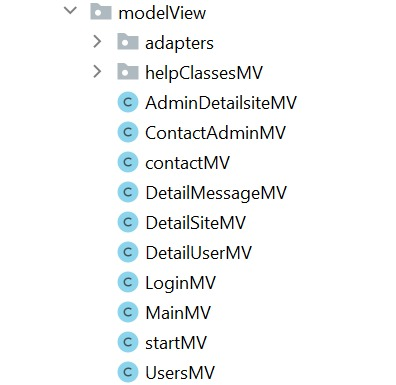 modelView
adapters
helpClassesMV
AdminDetailsiteMV
ContactAdminMV
contactMV
DetailMessageMV
DetailSiteMV
DetailUserMV
LoginMV
MainMV
startMV
UsersMV